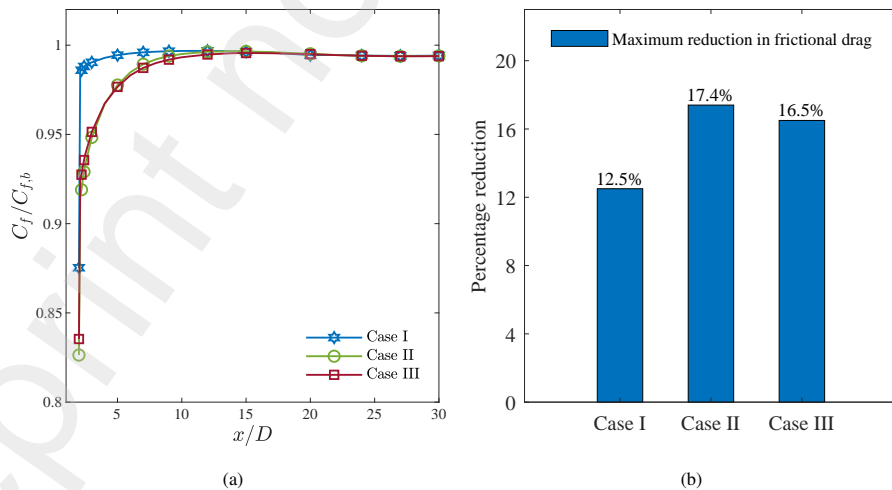 1
0.95
0.9
0.85
0.8
5
10
15
20
25
30
C_f/C_{f,b}
x/D
Case I
Case II
Case III
(a)
20
16
12
8
4
0
Percentage reduction
Maximum reduction in frictional drag
12.5%
17.4%
16.5%
Case I
Case II
Case III
(b)